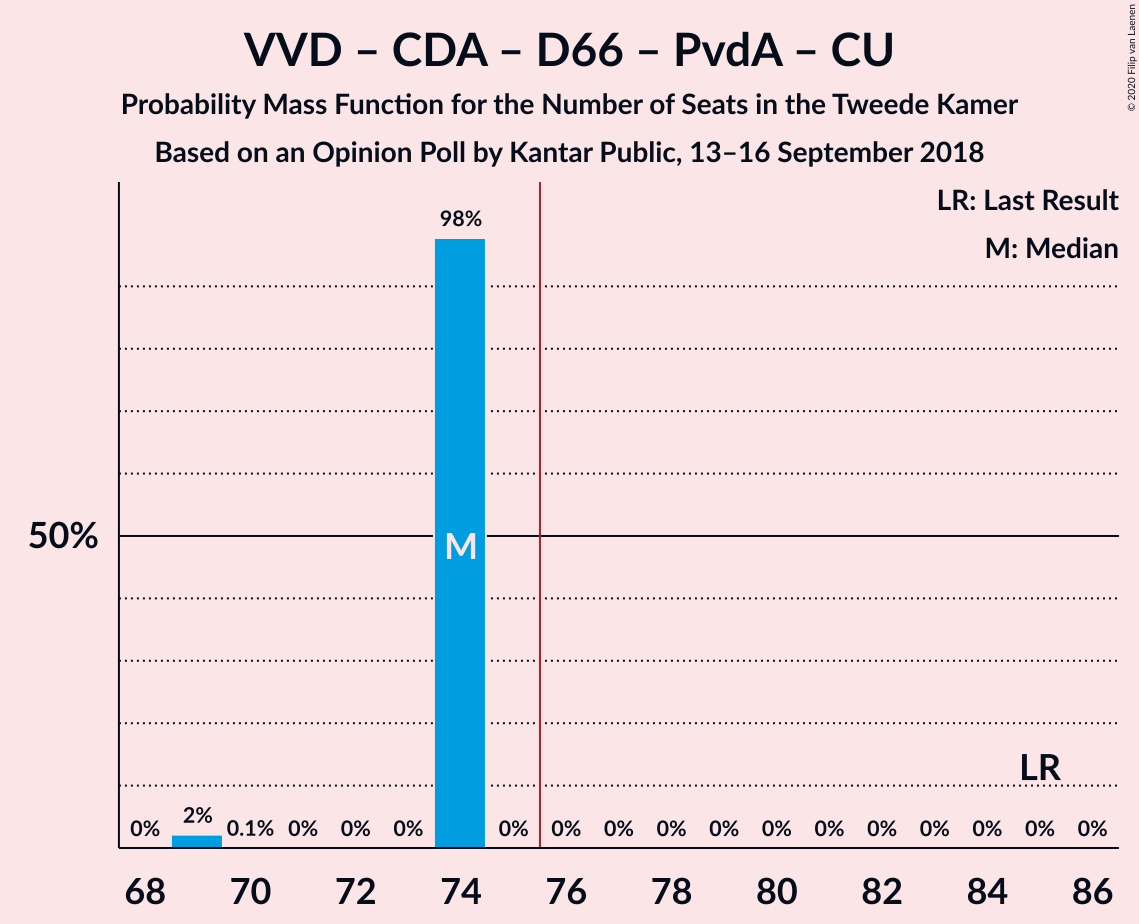 VVD – CDA – D66 – PvdA – CU
Probability Mass Function for the Number of Seats in the Tweede Kamer
Based on an Opinion Poll by Kantar Public, 13–16 September 2018
© 2020 Filip van Laenen
LR: Last Result
M: Median
98%
50%
M
LR
0% 2% 0.1% 0% 0% 0% 0% 0% 0% 0% 0% 0% 0% 0% 0% 0% 0% 0%
68 70 72 74 76 78 80 82 84 86